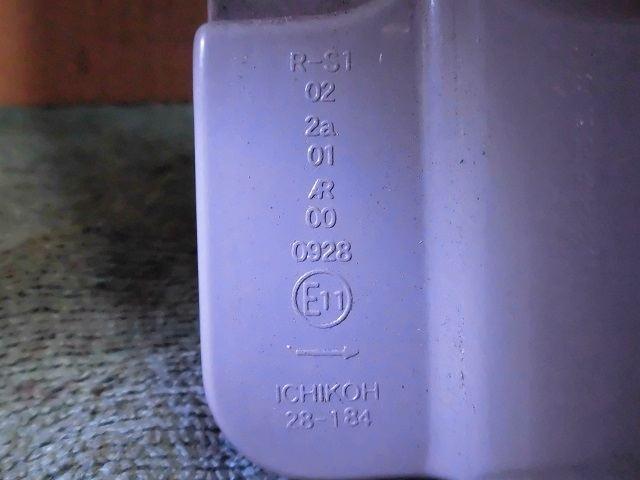 R-S1
02
2a
01
AR
00
0928
E11
ICHIKOH
28-184